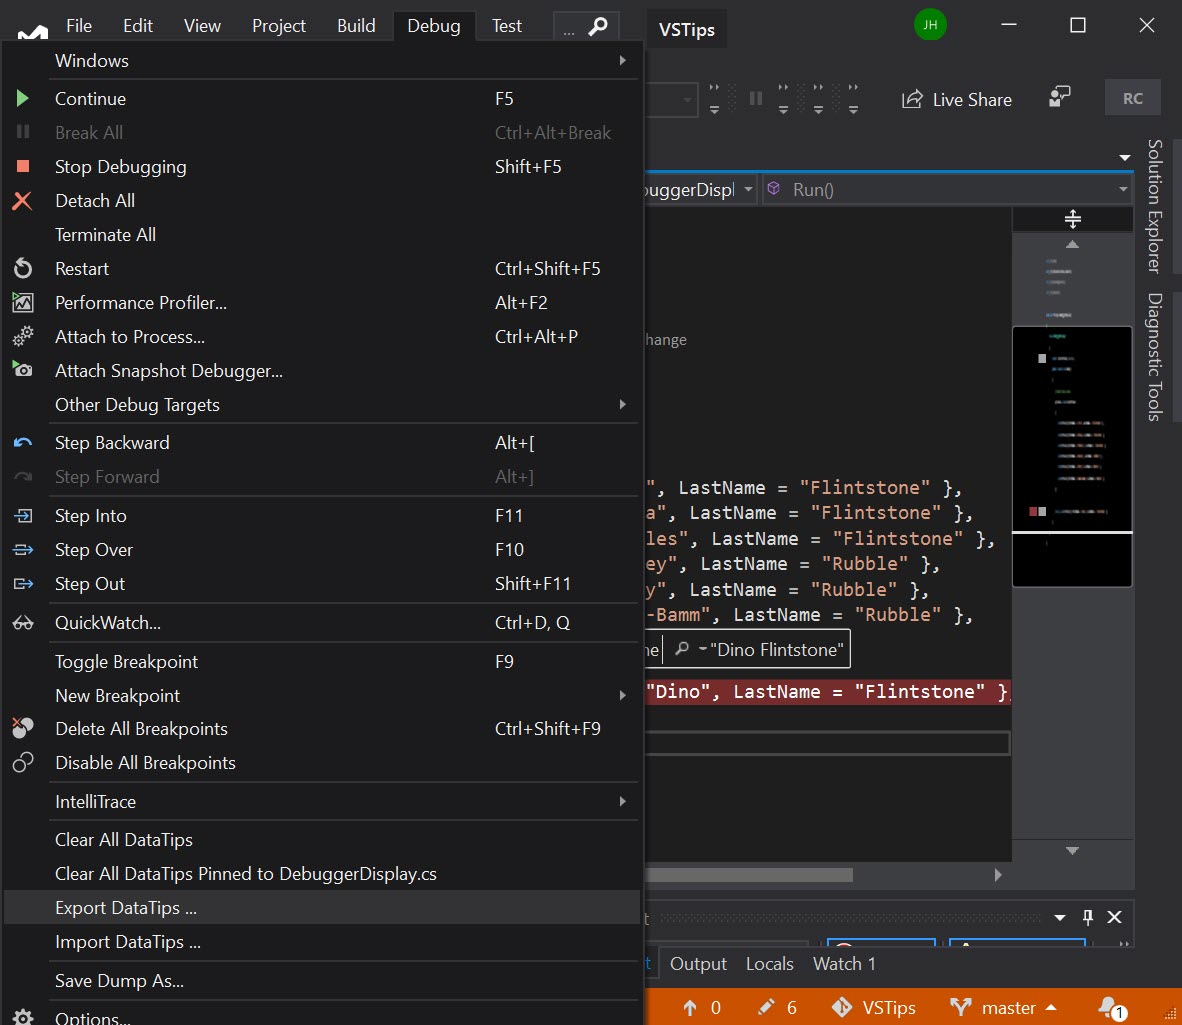 File Edit View Project Build Debug Test ... VSTips JH
Windows
Continue F5
Break All Ctrl+Alt+Break
Stop Debugging Shift+F5
Detach All
Terminate All
Restart Ctrl+Shift+F5
Performance Profiler... Alt+F2
Attach to Process... Ctrl+Alt+P
Attach Snapshot Debugger...
Other Debug Targets
Step Backward Alt+[
Step Forward Alt+]
Step Into F11
Step Over F10
Step Out Shift+F11
QuickWatch... Ctrl+D, Q
Toggle Breakpoint F9
New Breakpoint
Delete All Breakpoints Ctrl+Shift+F9
Disable All Breakpoints
IntelliTrace
Clear All DataTips
Clear All DataTips Pinned to DebuggerDisplay.cs
Export DataTips ...
Import DataTips ...
Save Dump As...
Options...
Live Share RC
uggerDispl Run()
hange
", LastName = "Flintstone" },
a", LastName = "Flintstone" },
les", LastName = "Flintstone" },
ey", LastName = "Rubble" },
y", LastName = "Rubble" },
-Bamm", LastName = "Rubble" },
ne "Dino Flintstone"
"Dino", LastName = "Flintstone" }
Solution Explorer
Diagnostic Tools
t
t Output Locals Watch 1
0 6 VSTips master 1